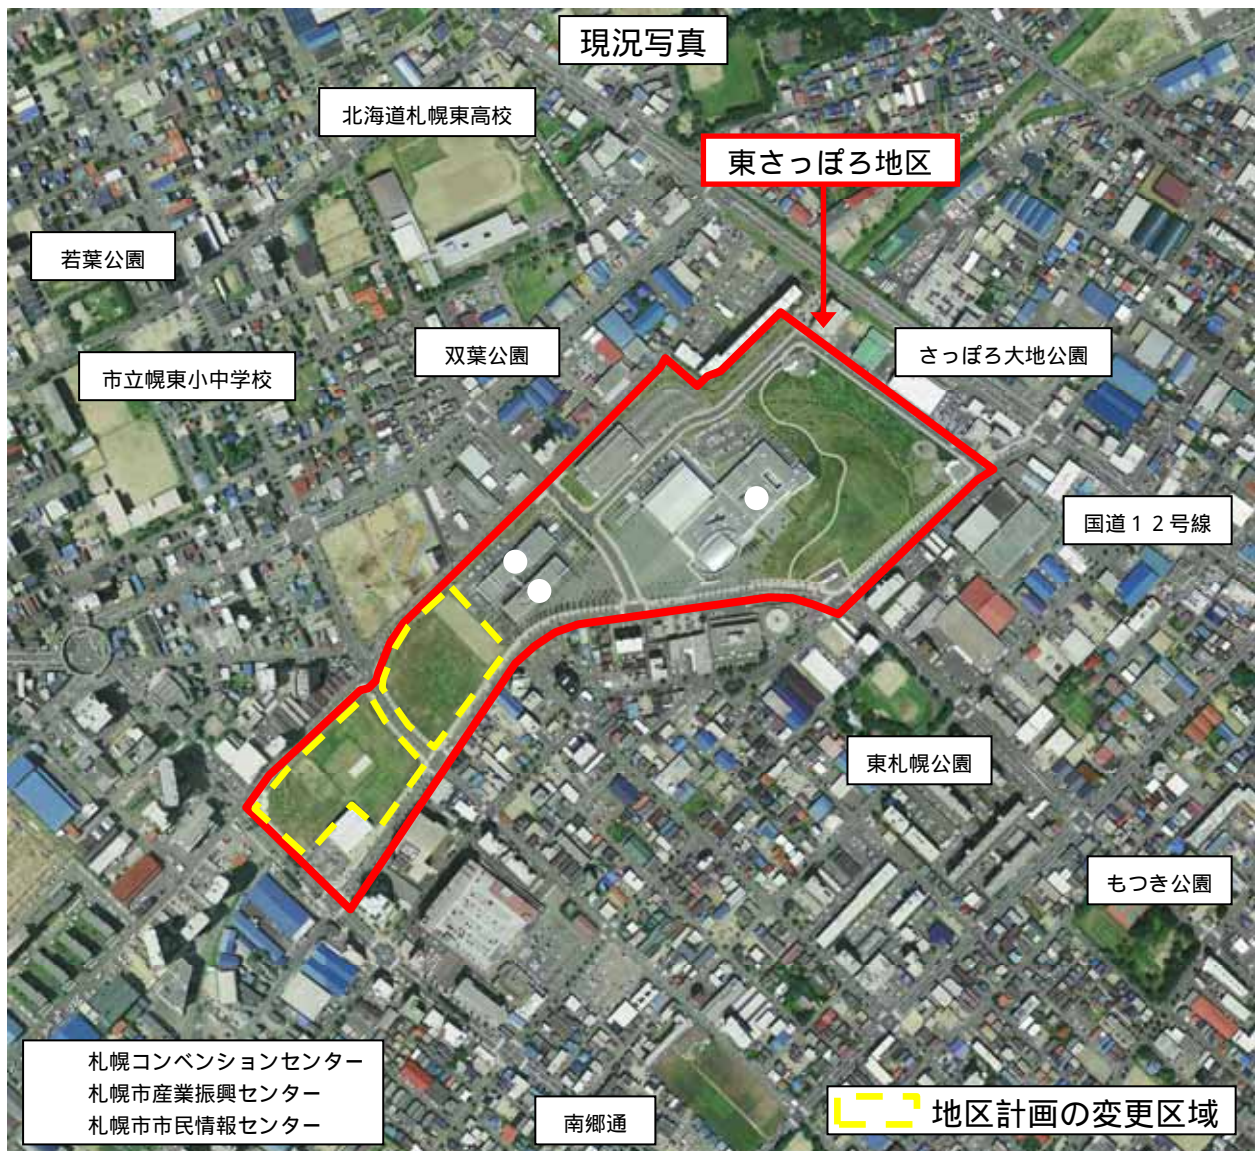 現況写真
北海道札幌東高校
東さっぽろ地区
若葉公園
双葉公園
さっぽろ大地公園
市立幌東小中学校
国道１２号線
東札幌公園
もつき公園
札幌コンベンションセンター
札幌市産業振興センター
札幌市市民情報センター
南郷通
地区計画の変更区域